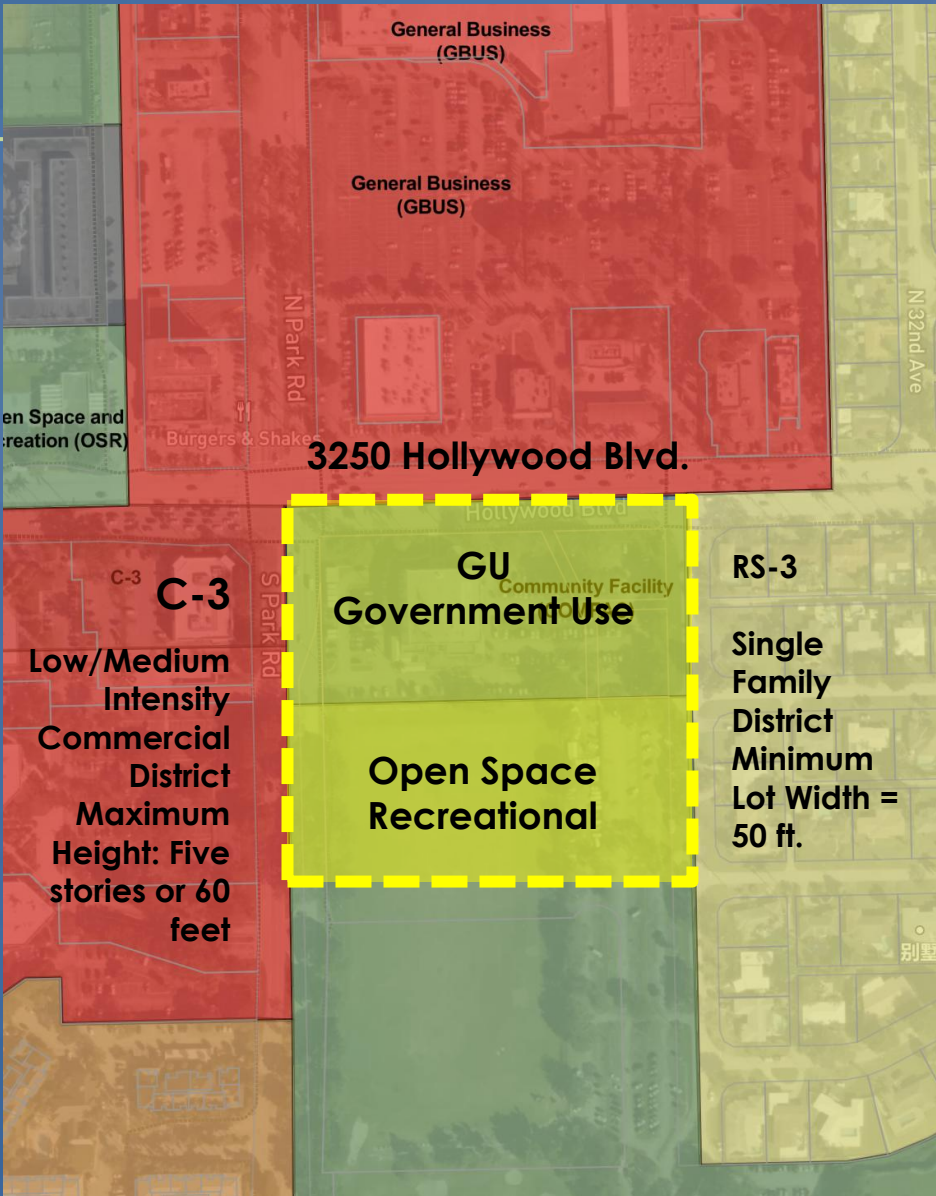 General Business
(GBUS)
General Business
(GBUS)
N Park Rd
N 32nd Ave
en Space and
creation (OSR)
Burgers & Shakes
3250 Hollywood Blvd.
Hollywood Blvd
C-3
C-3
Low/Medium
Intensity
Commercial
District
Maximum
Height: Five
stories or 60
feet
S Park Rd
GU
Community Facility
Government Use
Open Space
Recreational
RS-3
Single
Family
District
Minimum
Lot Width =
50 ft.
别墅